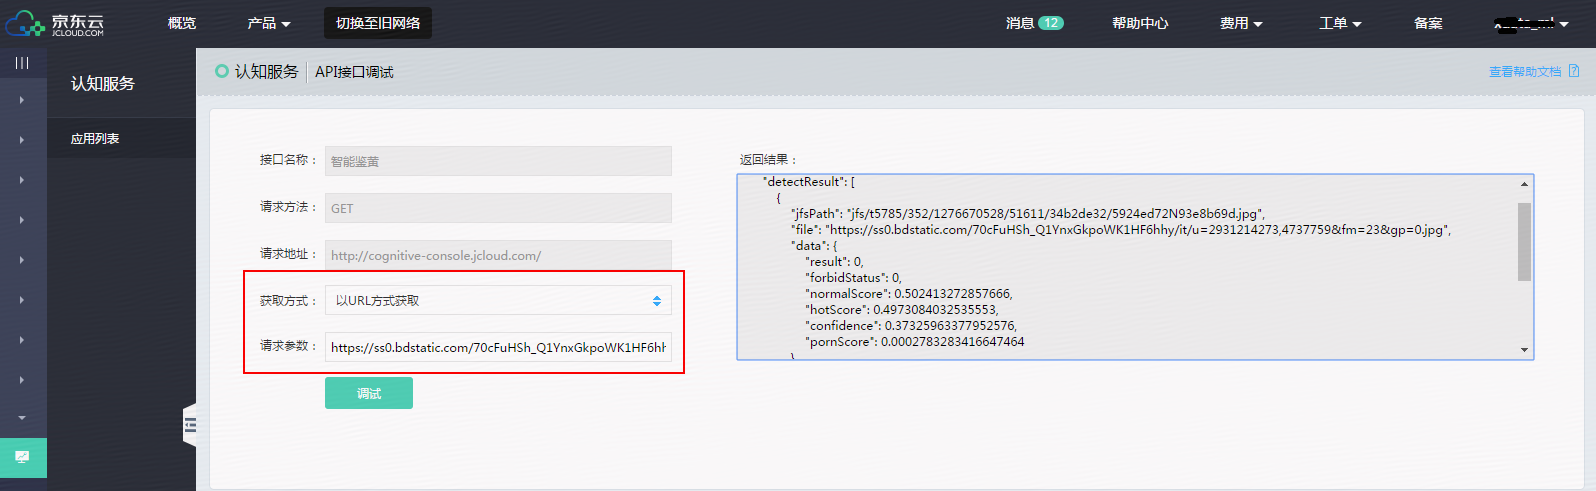 京东云
JCLOUD.COM
概览
产品
切换至旧网络
消息 12
帮助中心
费用
工单
备案
认知服务
应用列表
认知服务 API接口调试
查看帮助文档
接口名称：
智能鉴黄
请求方法：
GET
请求地址：
http://cognitive-console.jcloud.com/
获取方式：
以URL方式获取
请求参数：
https://ss0.bdstatic.com/70cFuHSh_Q1YnxGkpoWK1HF6hh
调试
返回结果：
"detectResult": [
{
"jfsPath": "jfs/t5785/352/1276670528/51611/34b2de32/5924ed72N93e8b69d.jpg",
"file": "https://ss0.bdstatic.com/70cFuHSh_Q1YnxGkpoWK1HF6hhy/it/u=2931214273,4737759&fm=23&gp=0.jpg",
"data": {
"result": 0,
"forbidStatus": 0,
"normalScore": 0.502413272857666,
"hotScore": 0.4973084032535553,
"confidence": 0.37325963377952576,
"pornScore": 0.0002783283416647464
}